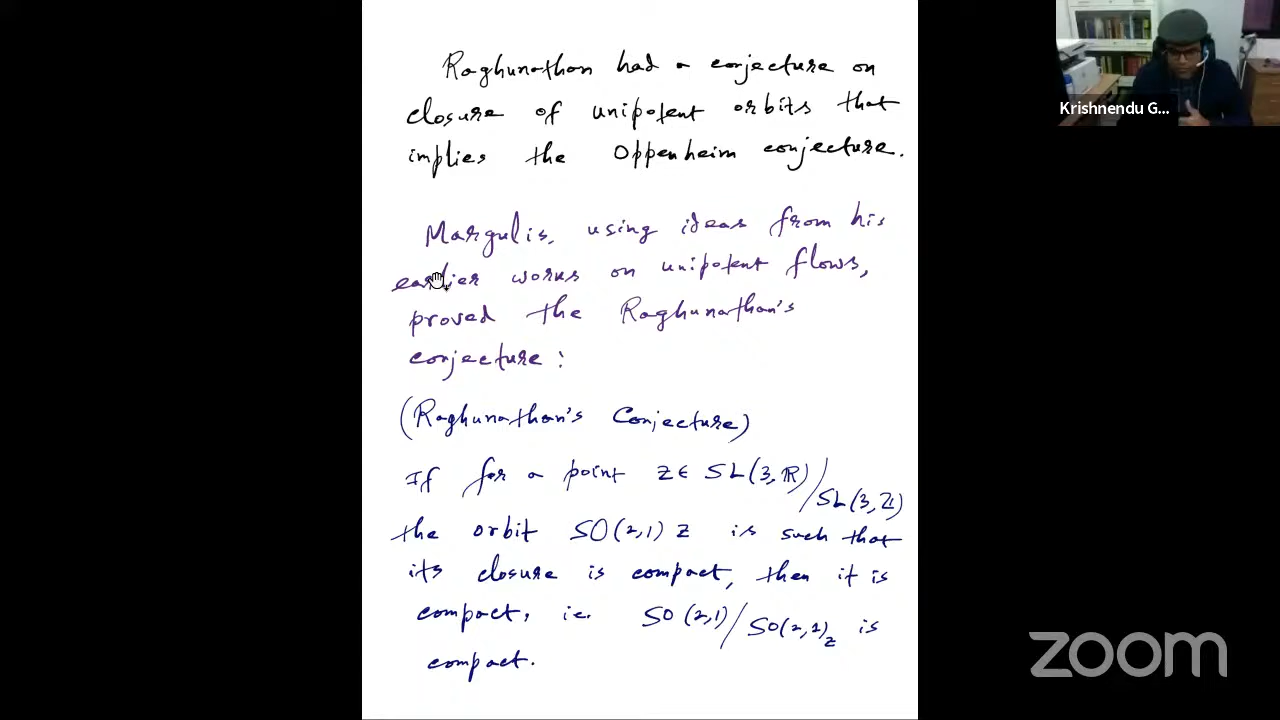 Raghunathan had a conjecture on
closure of unipotent orbits that
implies the Oppenheim conjecture.
Margulis, using ideas from his
earlier works on unipotent flows,
proved the Raghunathan's
conjecture:
(Raghunathan's Conjecture)
If for a point z ∈ SL(3, ℝ)/SL(3, ℤ)
the orbit SO(2,1) z is such that
its closure is compact, then it is
compact, i.e. SO(2,1)/SO(2,1)_z is
compact.
Krishnendu G...
zoom